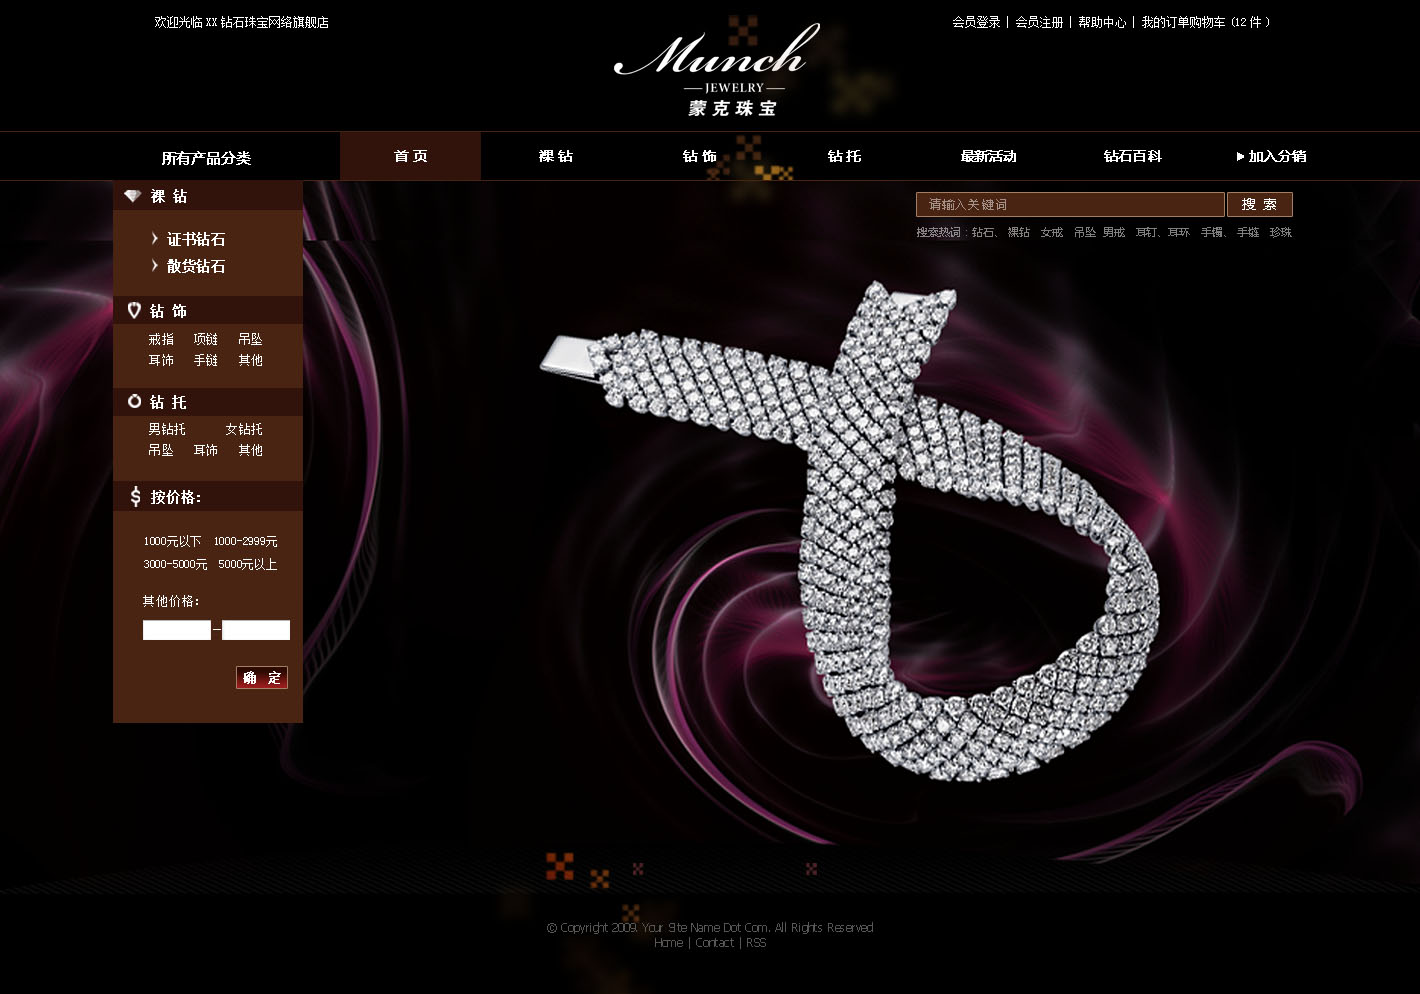 欢迎光临 XX 钻石珠宝网络旗舰店
会员登录 | 会员注册 | 帮助中心 | 我的订单购物车 (12 件 )
Munch
JEWELRY
蒙克珠宝
所有产品分类 首 页 裸 钻 钻 饰 钻 托 最新活动 钻石百科 ▶加入分销
裸 钻
请输入关键词 搜 索
搜索热词 : 钻石、 裸钻 女戒 吊坠 男戒 耳钉、耳环 手镯、 手链 珍珠
证书钻石
散货钻石
钻 饰
戒指 项链 吊坠
耳饰 手链 其他
钻 托
男钻托 女钻托
吊坠 耳饰 其他
$ 按价格:
1000元以下 1000-2999元
3000-5000元 5000元以上
其他价格:
–
确 定
© Copyright 2009. Your Site Name Dot Com. All Rights Reserved
Home | Contact | RSS